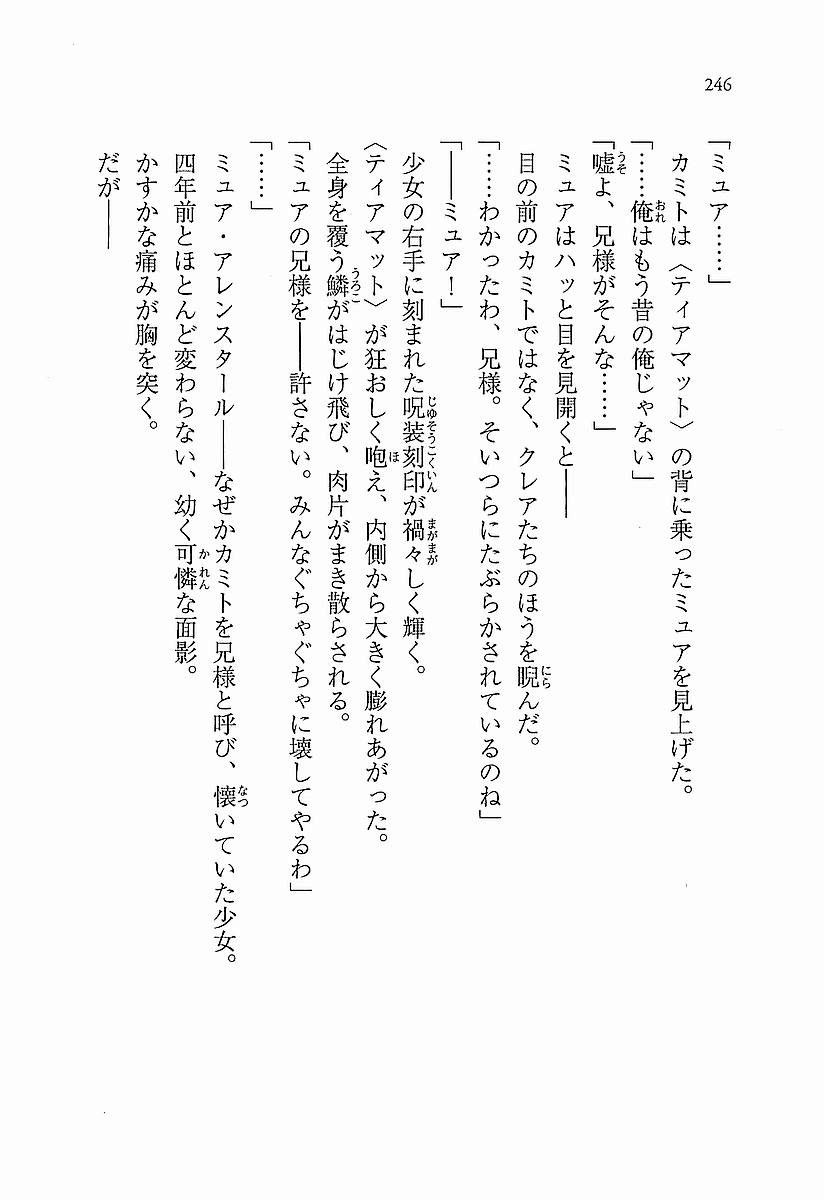 246
「ミュア……」
カミトは〈ティアマット〉の背に乗ったミュアを見上げた。
「……俺はもう昔の俺じゃない」
「嘘よ、兄様がそんな……」
ミュアはハッと目を見開くと――
目の前のカミトではなく、クレアたちのほうを睨んだ。
「……わかったわ、兄様。そいつらにたぶらかされているのね」
「――ミュア！」
少女の右手に刻まれた呪装刻印が禍々しく輝く。
〈ティアマット〉が狂おしく咆え、内側から大きく膨れあがった。
全身を覆う鱗がはじけ飛び、肉片がまき散らされる。
「ミュアの兄様を――許さない。みんなぐちゃぐちゃに壊してやるわ」
「……」
ミュア・アレンスタール――なぜかカミトを兄様と呼び、懐いていた少女。
四年前とほとんど変わらない、幼く可憐な面影。
かすかな痛みが胸を突く。
だが――